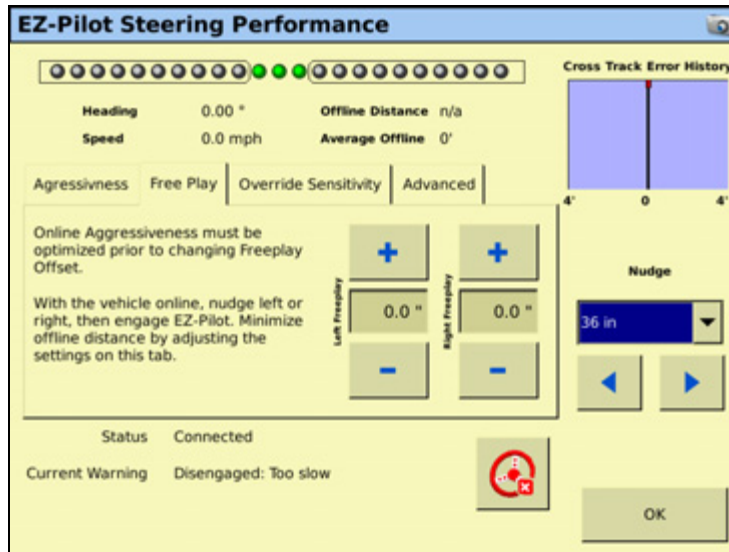 EZ-Pilot Steering Performance
Cross Track Error History
Heading 0.00 ° Offline Distance n/a
Speed 0.0 mph Average Offline 0'
4' 0 4'
Agressivness Free Play Override Sensitivity Advanced
Online Aggressiveness must be
optimized prior to changing Freeplay
Offset.
With the vehicle online, nudge left or
right, then engage EZ-Pilot. Minimize
offline distance by adjusting the
settings on this tab.
+ +
Left Freeplay
0.0 "
Right Freeplay
0.0 "
- -
Nudge
36 in
Status Connected
Current Warning Disengaged: Too slow
OK